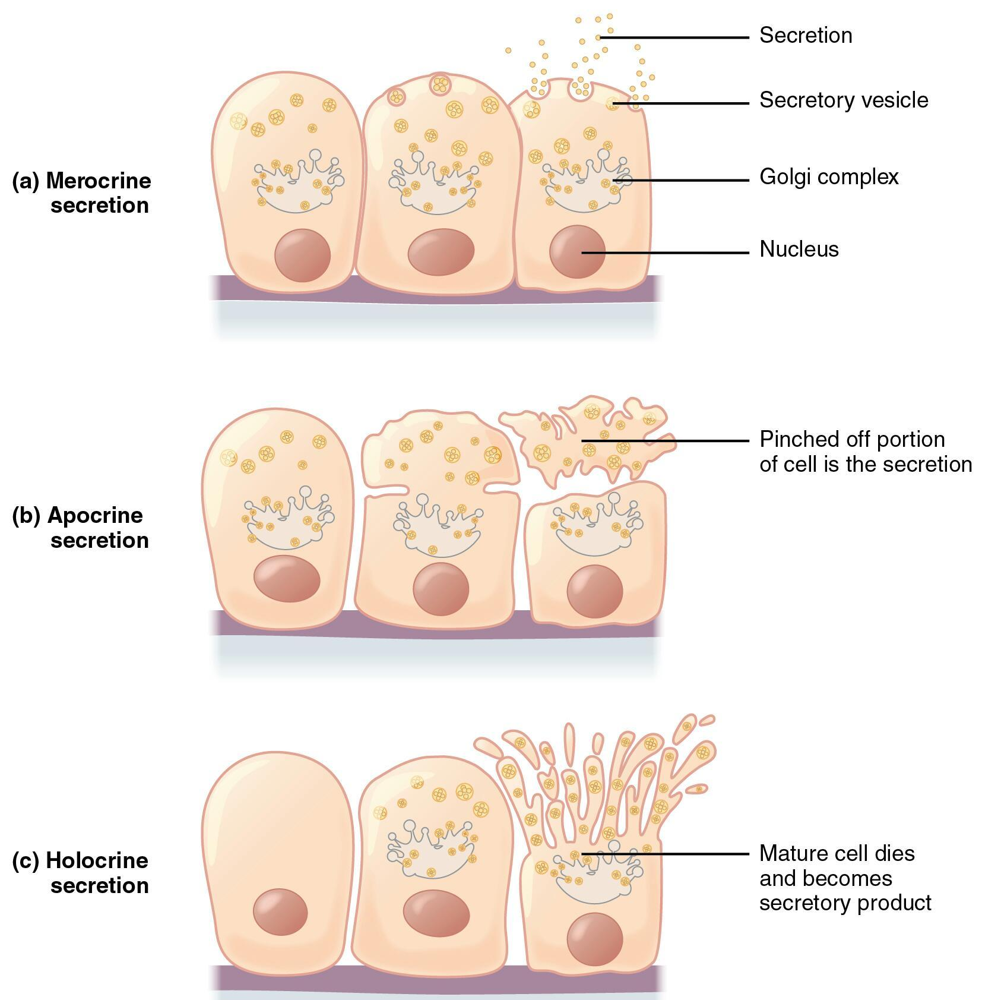 Secretion
Secretory vesicle
(a) Merocrine
secretion
Golgi complex
Nucleus
Pinched off portion
of cell is the secretion
(b) Apocrine
secretion
(c) Holocrine
secretion
Mature cell dies
and becomes
secretory product